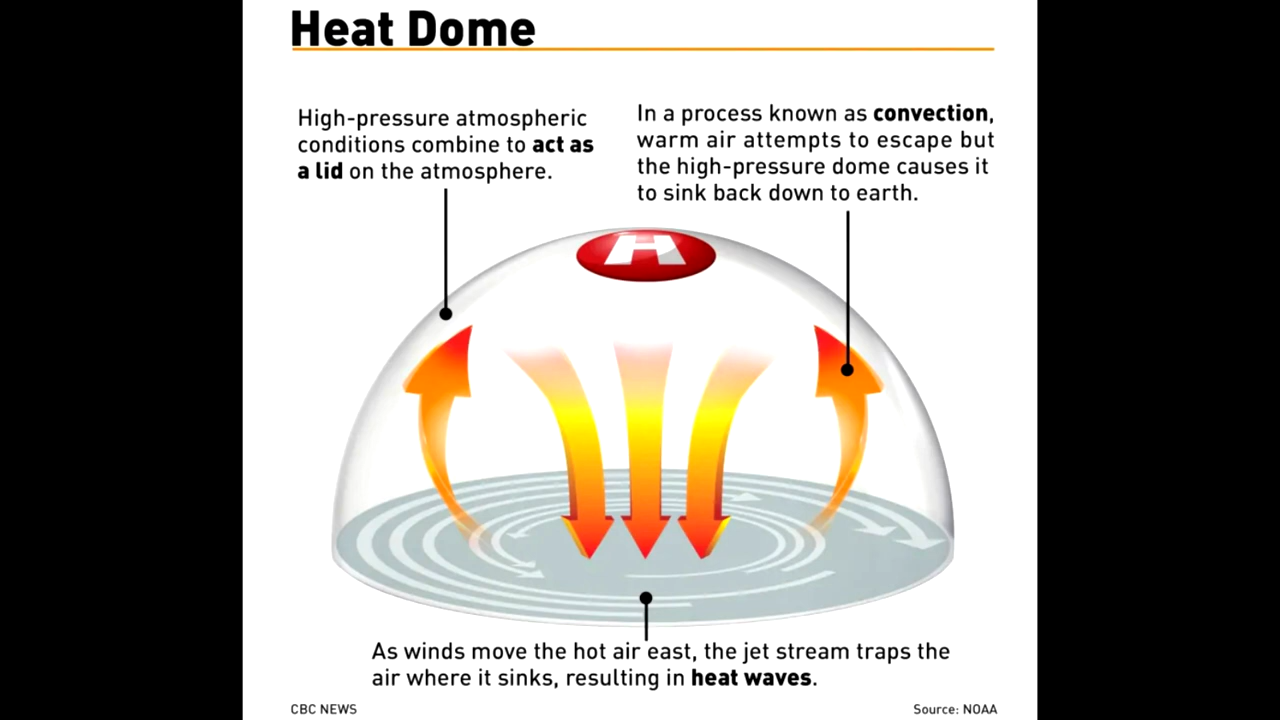 Heat Dome
High-pressure atmospheric
conditions combine to act as
a lid on the atmosphere.
In a process known as convection,
warm air attempts to escape but
the high-pressure dome causes it
to sink back down to earth.
H
As winds move the hot air east, the jet stream traps the
air where it sinks, resulting in heat waves.
CBC NEWS
Source: NOAA